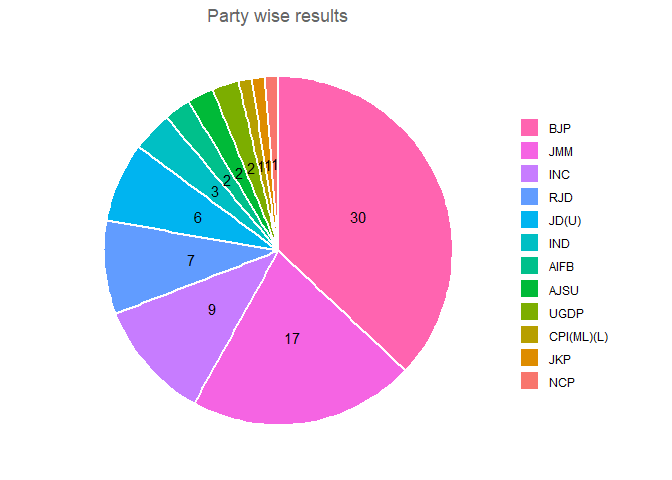 Party wise results
30
17
9
7
6
3
2
2
2
1
1
1
BJP
JMM
INC
RJD
JD(U)
IND
AIFB
AJSU
UGDP
CPI(ML)(L)
JKP
NCP